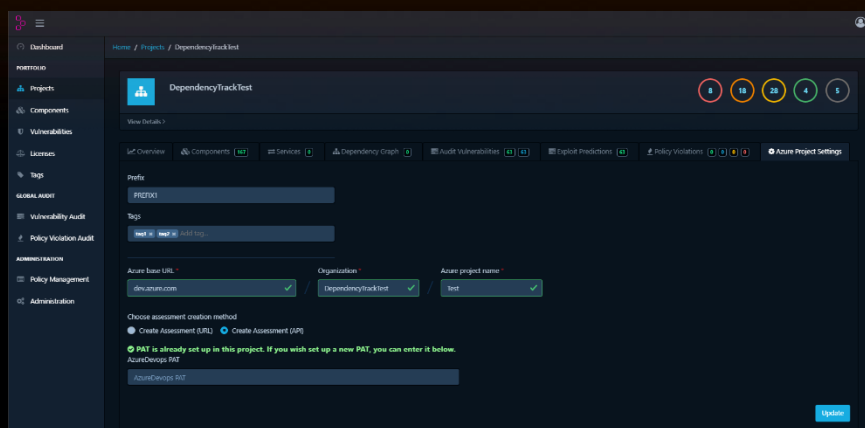 Dashboard
Home / Projects / DependencyTrackTest
PORTFOLIO
Projects
Components
Vulnerabilities
Licenses
Tags
GLOBAL AUDIT
Vulnerability Audit
Policy Violation Audit
ADMINISTRATION
Policy Management
Administration
DependencyTrackTest
8 18 28 4 5
View Details >
Overview Components 167 Services 0 Dependency Graph 0 Audit Vulnerabilities 61 61 Exploit Predictions 61 Policy Violations 0 0 0 0 Azure Project Settings
Prefix
PREFIX1
Tags
tag1 × tag2 × Add tag...
Azure base URL * Organization * Azure project name *
dev.azure.com / DependencyTrackTest / Test
Choose assessment creation method
Create Assessment (URL) Create Assessment (API)
PAT is already set up in this project. If you wish set up a new PAT, you can enter it below.
AzureDevops PAT
AzureDevops PAT
Update